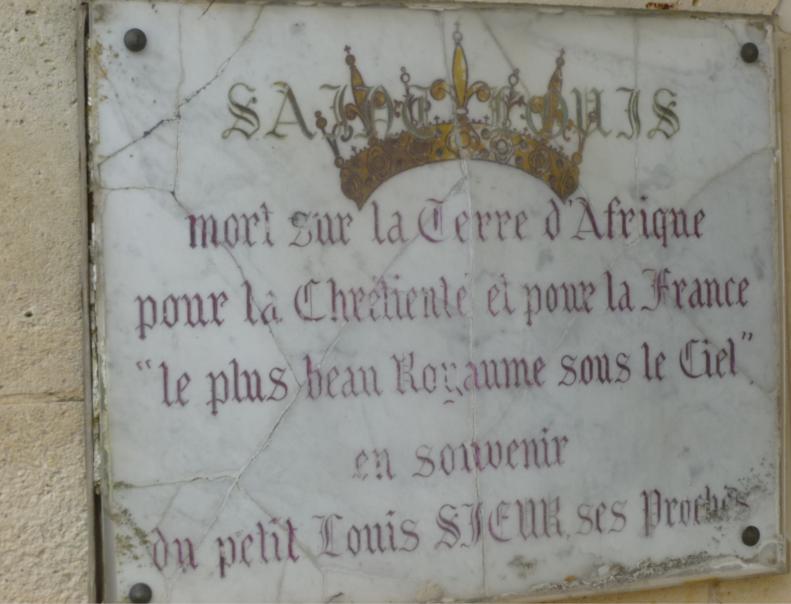 SAINT LOUIS
mort sur la Terre d'Afrique
pour la Chrétienté et pour la France
"le plus beau Royaume sous le Ciel"
en souvenir
du petit Louis SIEUR, ses Proches